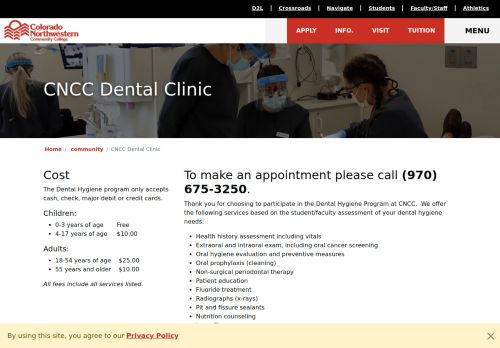 D2L | Crossroads | Navigate | Students | Faculty/Staff | Athletics
Colorado
Northwestern
Community College
APPLY INFO. VISIT TUITION MENU
CNCC Dental Clinic
Home / community / CNCC Dental Clinic
Cost
The Dental Hygiene program only accepts
cash, check, major debit or credit cards.
Children:
• 0-3 years of age Free
• 4-17 years of age $10.00
Adults:
• 18-54 years of age $25.00
• 55 years and older $10.00
All fees include all services listed.
To make an appointment please call (970)
675-3250.
Thank you for choosing to participate in the Dental Hygiene Program at CNCC. We offer
the following services based on the student/faculty assessment of your dental hygiene
needs:
• Health history assessment including vitals
• Extraoral and intraoral exam, including oral cancer screening
• Oral hygiene evaluation and preventive measures
• Oral prophylaxis (cleaning)
• Non-surgical periodontal therapy
• Patient education
• Fluoride treatment
• Radiographs (x-rays)
• Pit and fissure sealants
• Nutrition counseling
By using this site, you agree to our Privacy Policy